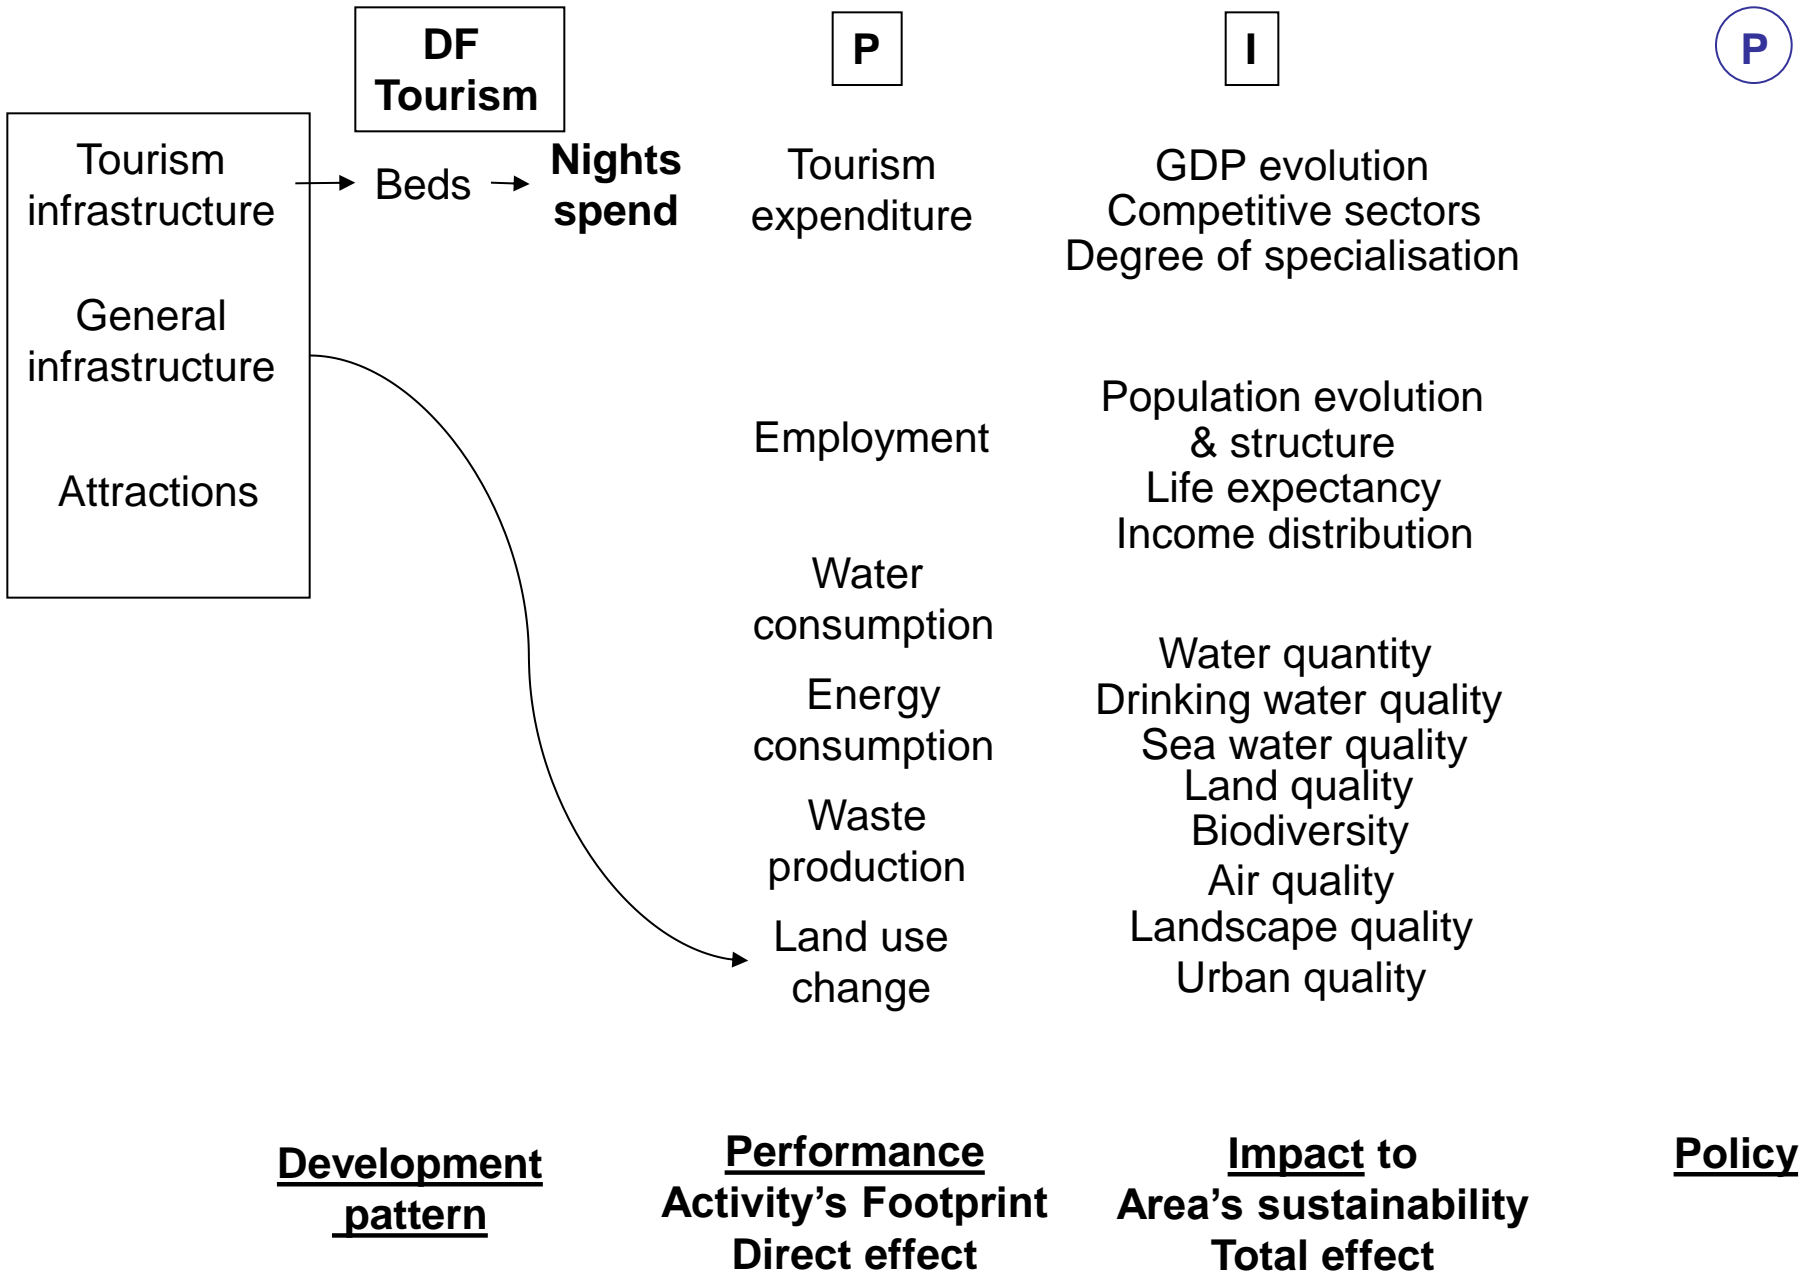 DF
Tourism
P
I
P
Tourism
infrastructure
General
infrastructure
Attractions
Beds
Nights
spend
Tourism
expenditure
Employment
Water
consumption
Energy
consumption
Waste
production
Land use
change
GDP evolution
Competitive sectors
Degree of specialisation
Population evolution
& structure
Life expectancy
Income distribution
Water quantity
Drinking water quality
Sea water quality
Land quality
Biodiversity
Air quality
Landscape quality
Urban quality
Development
pattern
Performance
Activity’s Footprint
Direct effect
Impact to
Area’s sustainability
Total effect
Policy